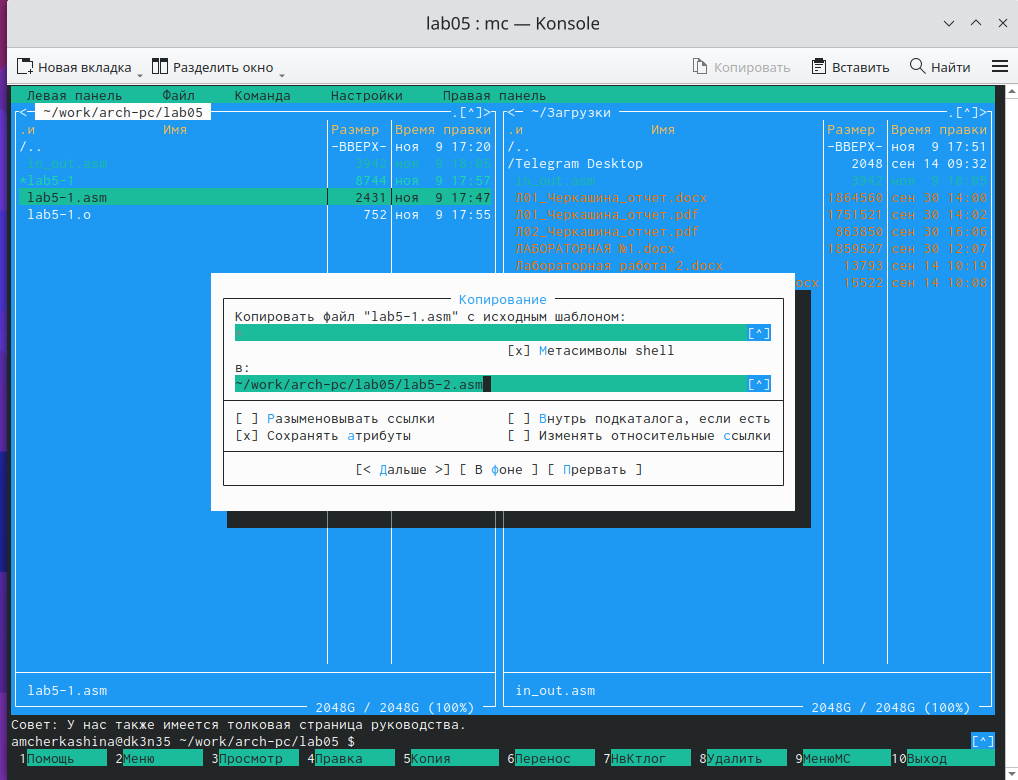 lab05 : mc — Konsole
Новая вкладка Разделить окно Копировать Вставить Найти
Левая панель Файл Команда Настройки Правая панель
<— ~/work/arch-pc/lab05 .[^]> <— ~/Загрузки .[^]>
.и Имя Размер Время правки .и Имя Размер Время правки
/.. -ВВЕРХ- ноя 9 17:20 /.. -ВВЕРХ- ноя 9 17:51
in_out.asm 3942 ноя 9 18:05 /Telegram Desktop 2048 сен 14 09:32
*lab5-1 8744 ноя 9 17:57 in_out.asm 3942 ноя 9 18:05
lab5-1.asm 2431 ноя 9 17:47 Л01_Черкашина_отчет.docx 1864560 сен 30 14:00
lab5-1.o 752 ноя 9 17:55 Л01_Черкашина_отчет.pdf 1751521 сен 30 14:02
Л02_Черкашина_отчет.pdf 863850 сен 30 16:06
ЛАБОРАТОРНАЯ №1.docx 1859527 сен 30 12:07
Лабораторная работа 2.docx 13793 сен 14 10:19
ocx 15522 сен 14 10:08
Копирование
Копировать файл "lab5-1.asm" с исходным шаблоном:
*
[^]
[x] Метасимволы shell
в:
~/work/arch-pc/lab05/lab5-2.asm [^]
[ ] Разыменовывать ссылки [ ] Внутрь подкаталога, если есть
[x] Сохранять атрибуты [ ] Изменять относительные ссылки
[< Дальше >] [ В фоне ] [ Прервать ]
lab5-1.asm in_out.asm
2048G / 2048G (100%) 2048G / 2048G (100%)
Совет: У нас также имеется толковая страница руководства.
amcherkashina@dk3n35 ~/work/arch-pc/lab05 $ [^]
1Помощь 2Меню 3Просмотр 4Правка 5Копия 6Перенос 7НвКтлог 8Удалить 9МенюMC 10Выход